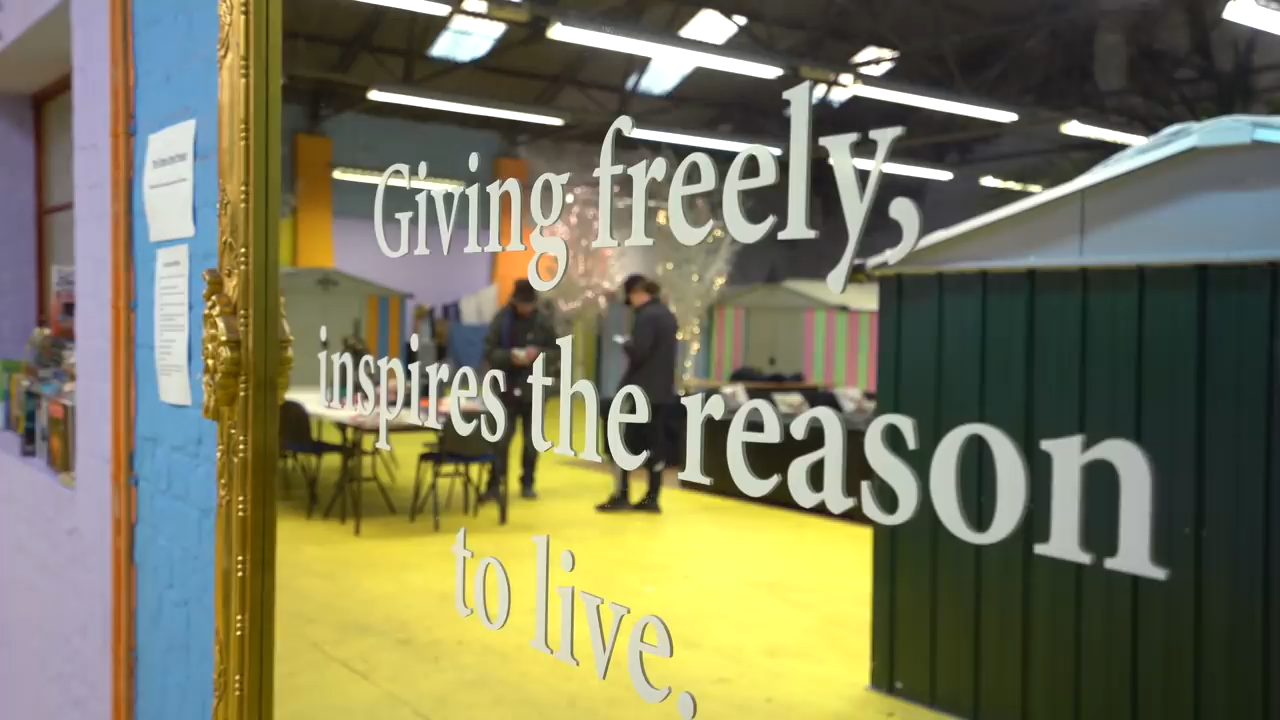 Giving freely,
inspires the reason
to live.